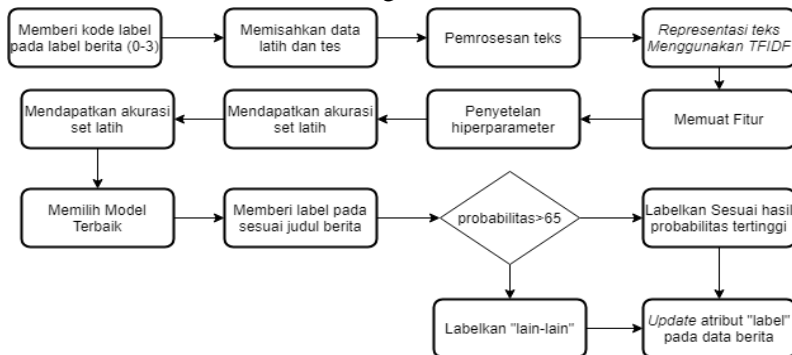 Memberi kode label
pada label berita (0-3)
Memisahkan data
latih dan tes
Pemrosesan teks
Representasi teks
Menggunakan TFIDF
Memuat Fitur
Penyetelan
hiperparameter
Mendapatkan akurasi
set latih
Mendapatkan akurasi
set latih
Memilih Model
Terbaik
Memberi label pada
sesuai judul berita
probabilitas>65
Labelkan Sesuai hasil
probabilitas tertinggi
Labelkan "lain-lain"
Update atribut "label"
pada data berita